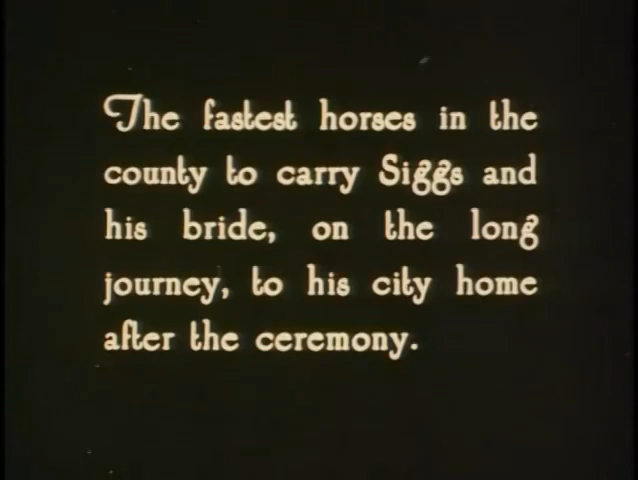 The fastest horses in the
county to carry Siggs and
his bride, on the long
journey, to his city home
after the ceremony.